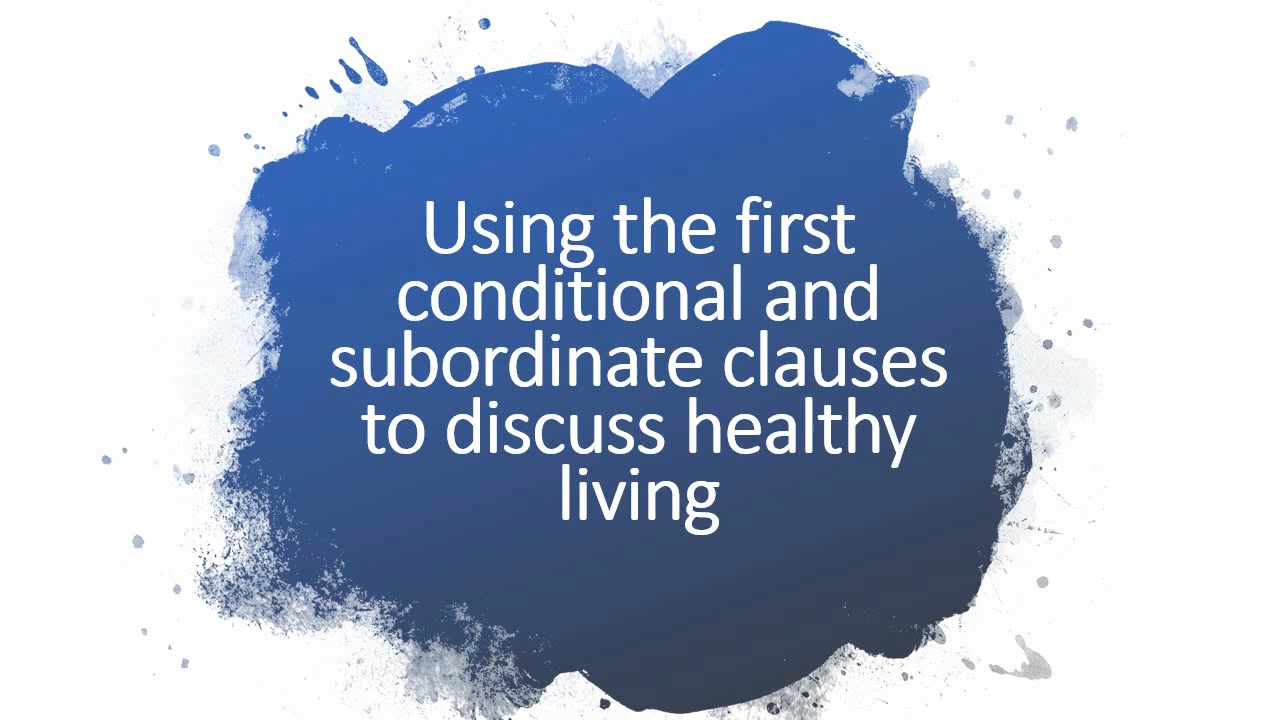 Using the first
conditional and
subordinate clauses
to discuss healthy
living